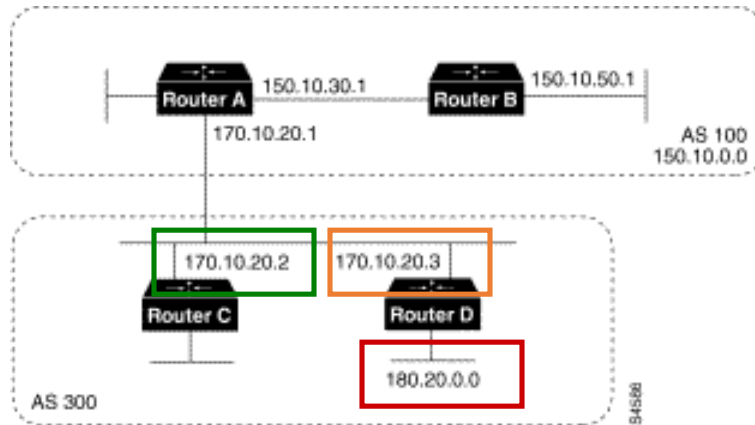 Router A
150.10.30.1
Router B
150.10.50.1
170.10.20.1
AS 100
150.10.0.0
170.10.20.2
170.10.20.3
Router C
Router D
180.20.0.0
AS 300
S4586